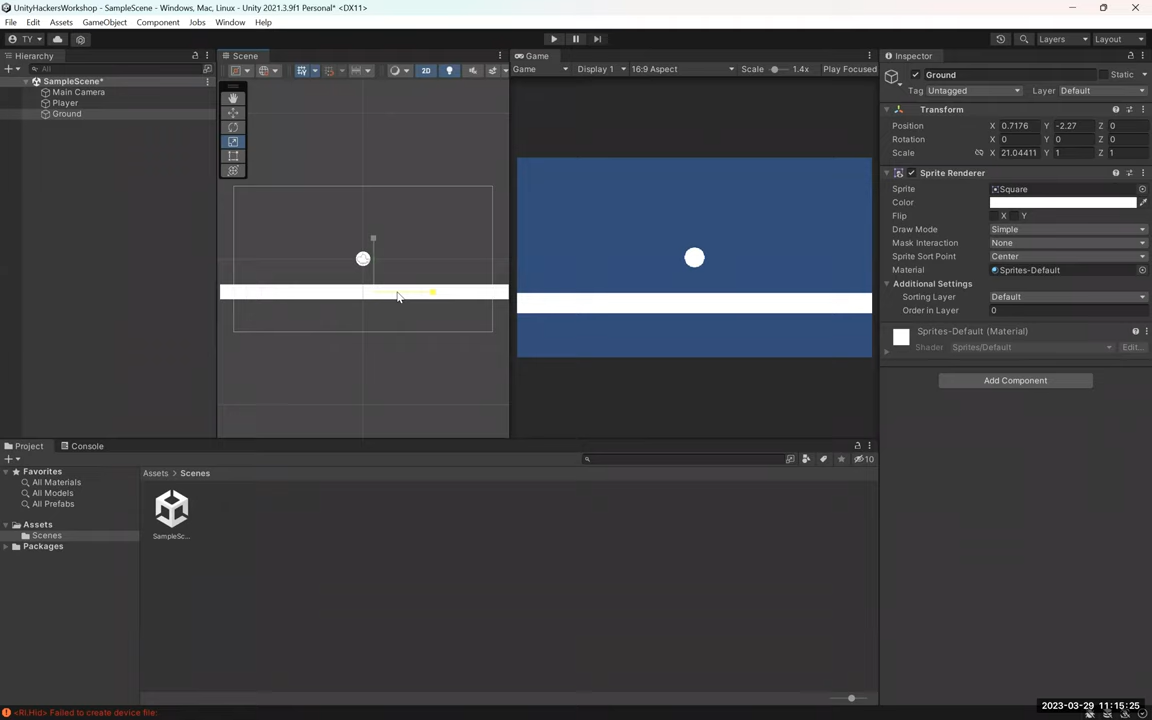 UnityHackersWorkshop - SampleScene - Windows, Mac, Linux - Unity 2021.3.9f1 Personal* <DX11>
File Edit Assets GameObject Component Jobs Window Help
TY Layers Layout
Hierarchy
All
SampleScene*
Main Camera
Player
Ground
Scene
2D
Game
Game Display 1 16:9 Aspect Scale 1.4x Play Focused
Inspector
Ground Static
Tag Untagged Layer Default
Transform
Position X 0.7176 Y -2.27 Z 0
Rotation X 0 Y 0 Z 0
Scale X 21.04411 Y 1 Z 1
Sprite Renderer
Sprite Square
Color
Flip X Y
Draw Mode Simple
Mask Interaction None
Sprite Sort Point Center
Material Sprites-Default
Additional Settings
Sorting Layer Default
Order in Layer 0
Sprites-Default (Material)
Shader Sprites/Default Edit...
Add Component
Project Console
10
Favorites
All Materials
All Models
All Prefabs
Assets
Scenes
Packages
Assets > Scenes
SampleSc...
<RI.Hid> Failed to create device file:
2023-03-29 11:15:25